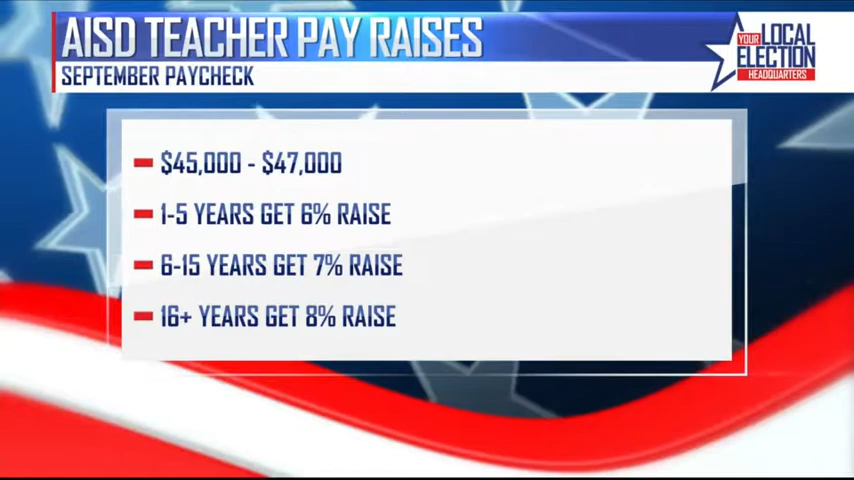 AISD TEACHER PAY RAISES
SEPTEMBER PAYCHECK
YOUR LOCAL
ELECTION
HEADQUARTERS
$45,000 - $47,000
1-5 YEARS GET 6% RAISE
6-15 YEARS GET 7% RAISE
16+ YEARS GET 8% RAISE